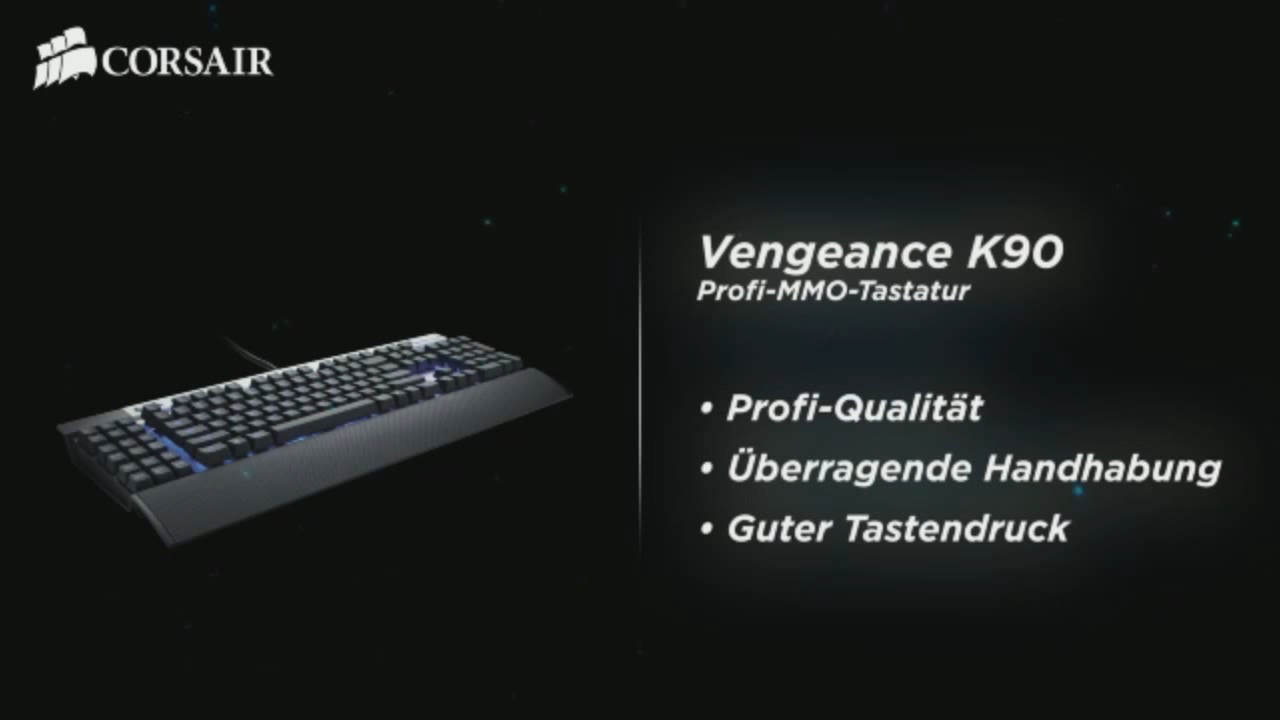 CORSAIR
Vengeance K90
Profi-MMO-Tastatur
• Profi-Qualität
• Überragende Handhabung
• Guter Tastendruck